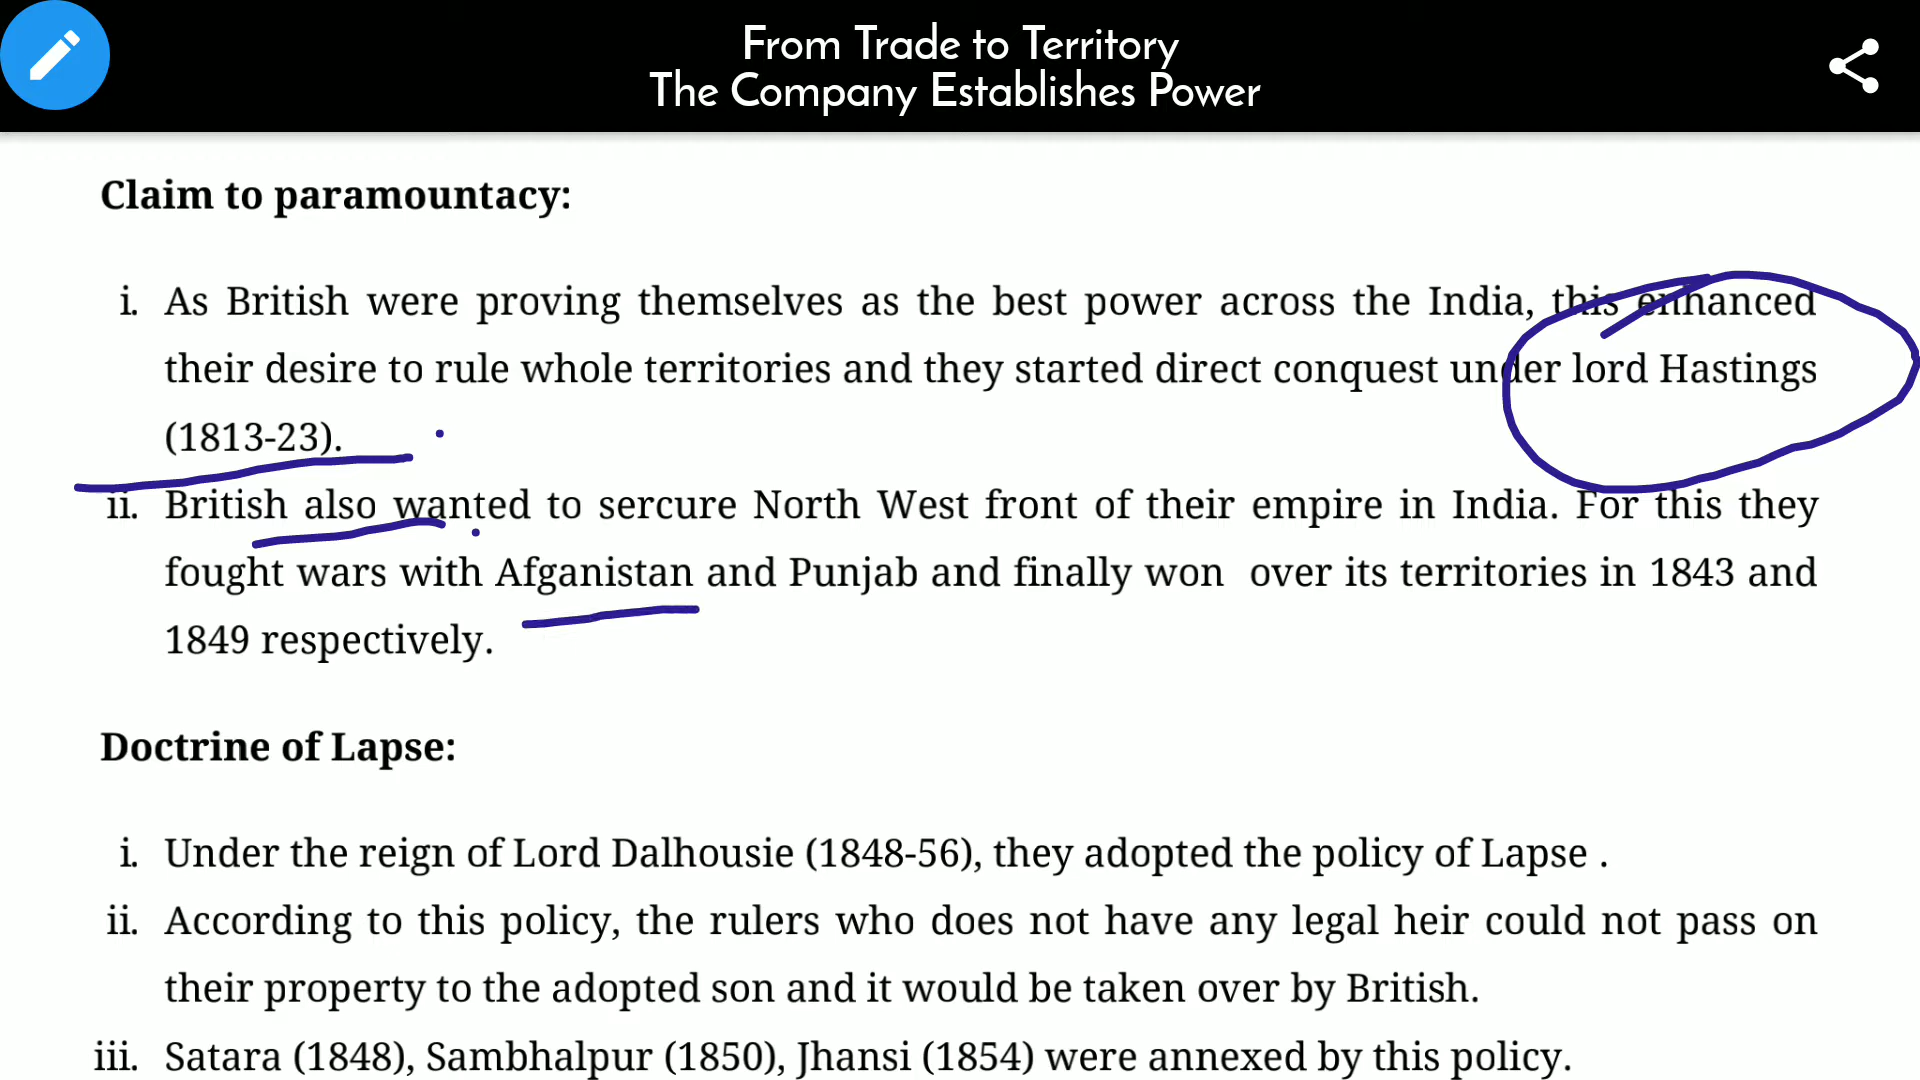 From Trade to Territory
The Company Establishes Power
Claim to paramountacy:
i. As British were proving themselves as the best power across the India, this enhanced
their desire to rule whole territories and they started direct conquest under lord Hastings
(1813-23).
ii. British also wanted to sercure North West front of their empire in India. For this they
fought wars with Afganistan and Punjab and finally won over its territories in 1843 and
1849 respectively.
Doctrine of Lapse:
i. Under the reign of Lord Dalhousie (1848-56), they adopted the policy of Lapse .
ii. According to this policy, the rulers who does not have any legal heir could not pass on
their property to the adopted son and it would be taken over by British.
iii. Satara (1848), Sambhalpur (1850), Jhansi (1854) were annexed by this policy.